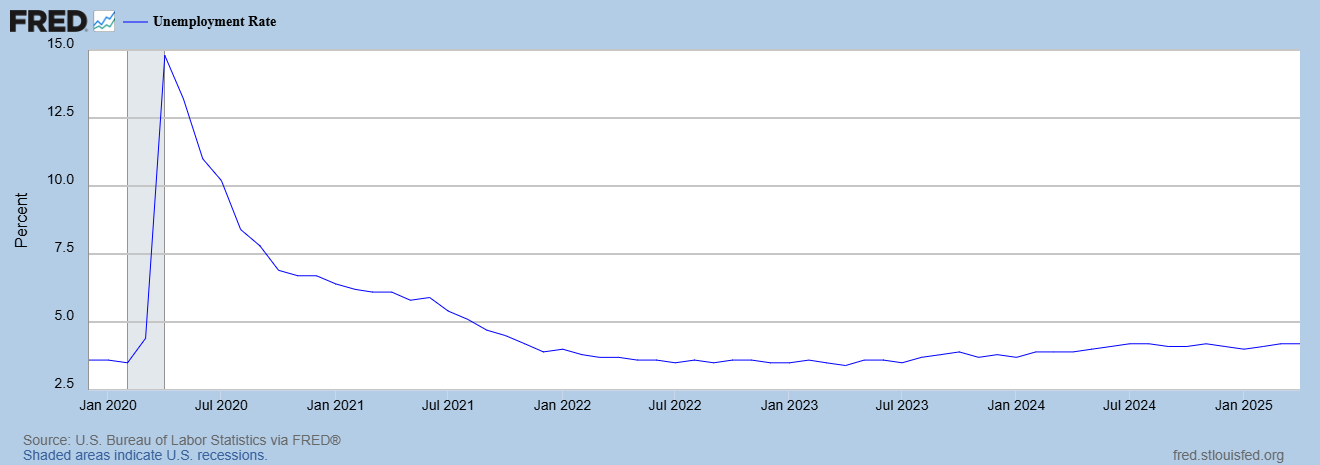 FRED Unemployment Rate
15.0
12.5
10.0
7.5
5.0
2.5
Percent
Jan 2020 Jul 2020 Jan 2021 Jul 2021 Jan 2022 Jul 2022 Jan 2023 Jul 2023 Jan 2024 Jul 2024 Jan 2025
Source: U.S. Bureau of Labor Statistics via FRED®
Shaded areas indicate U.S. recessions. fred.stlouisfed.org